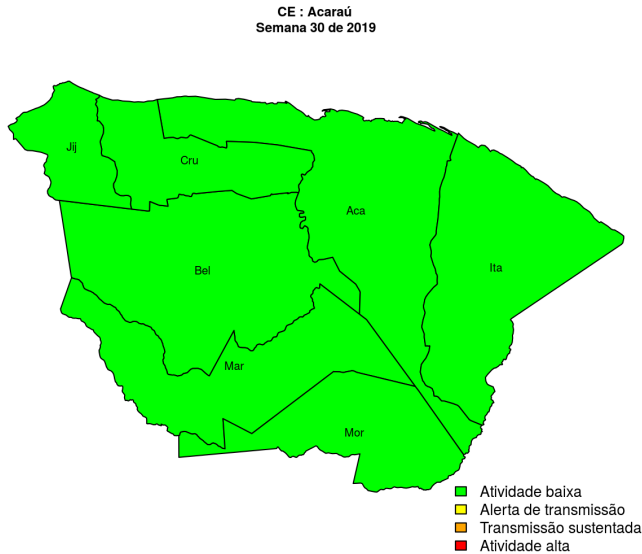 CE : Acaraú
Semana 30 de 2019
Jij
Cru
Aca
Bel
Ita
Mar
Mor
Atividade baixa
Alerta de transmissão
Transmissão sustentada
Atividade alta